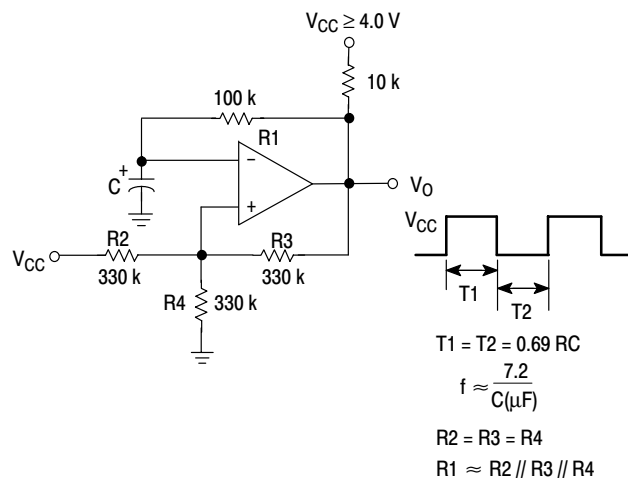 V_CC ≥ 4.0 V
10 k
100 k
R1
−
+
C
+
V_O
V_CC
R2
330 k
R3
330 k
R4
330 k
V_CC
T1
T2
T1 = T2 = 0.69 RC
f ≈ 7.2 / C(μF)
R2 = R3 = R4
R1 ≈ R2 // R3 // R4